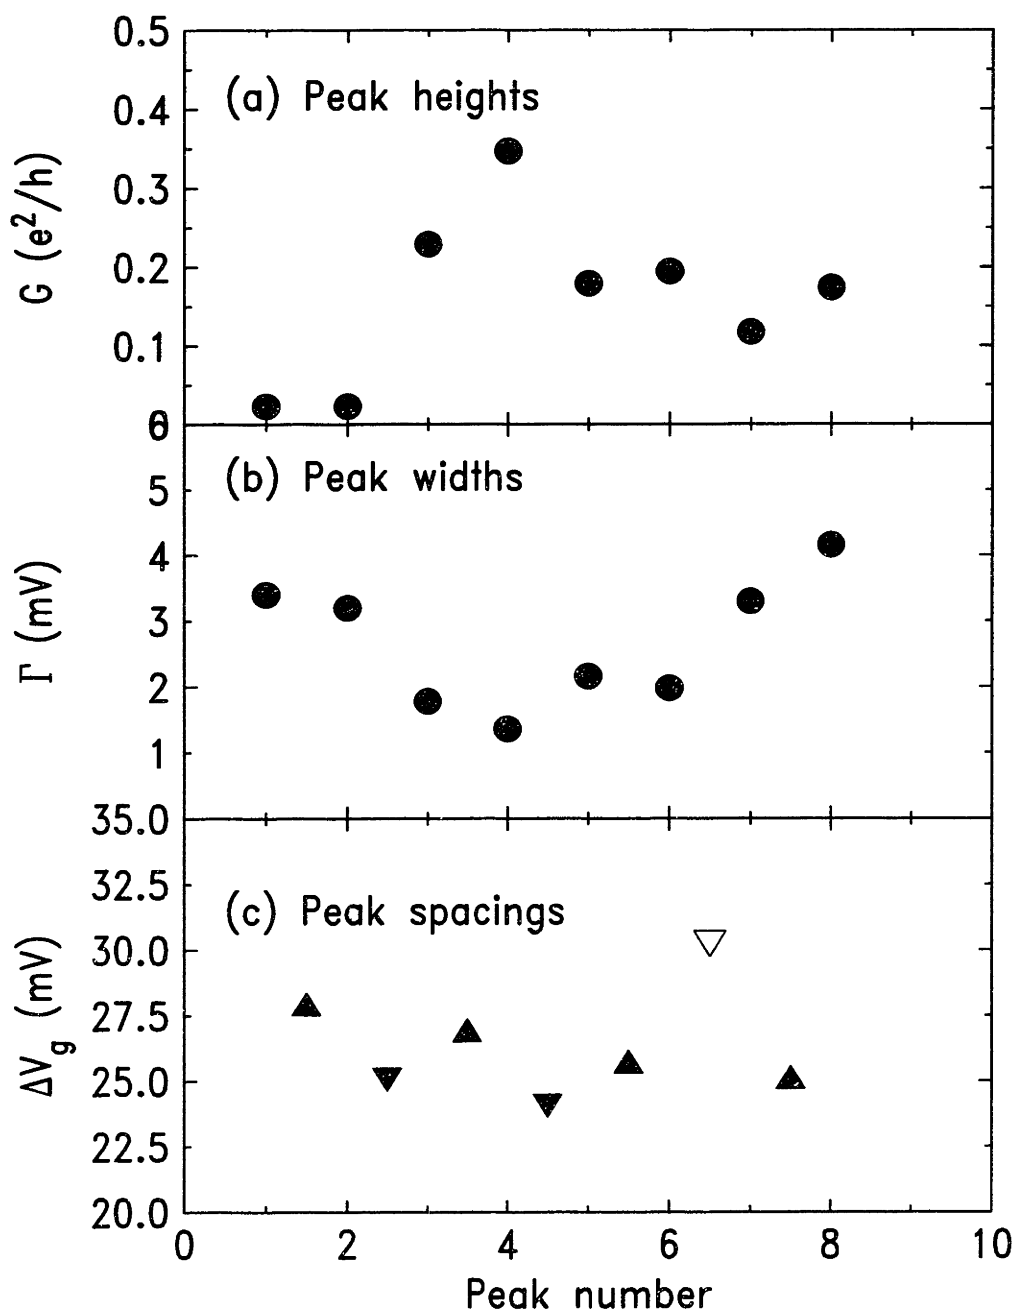 (a) Peak heights
G (e²/h)
0.5
0.4
0.3
0.2
0.1
0
(b) Peak widths
Γ (mV)
6
5
4
3
2
1
(c) Peak spacings
ΔV_g (mV)
35.0
32.5
30.0
27.5
25.0
22.5
20.0
0 2 4 6 8 10
Peak number